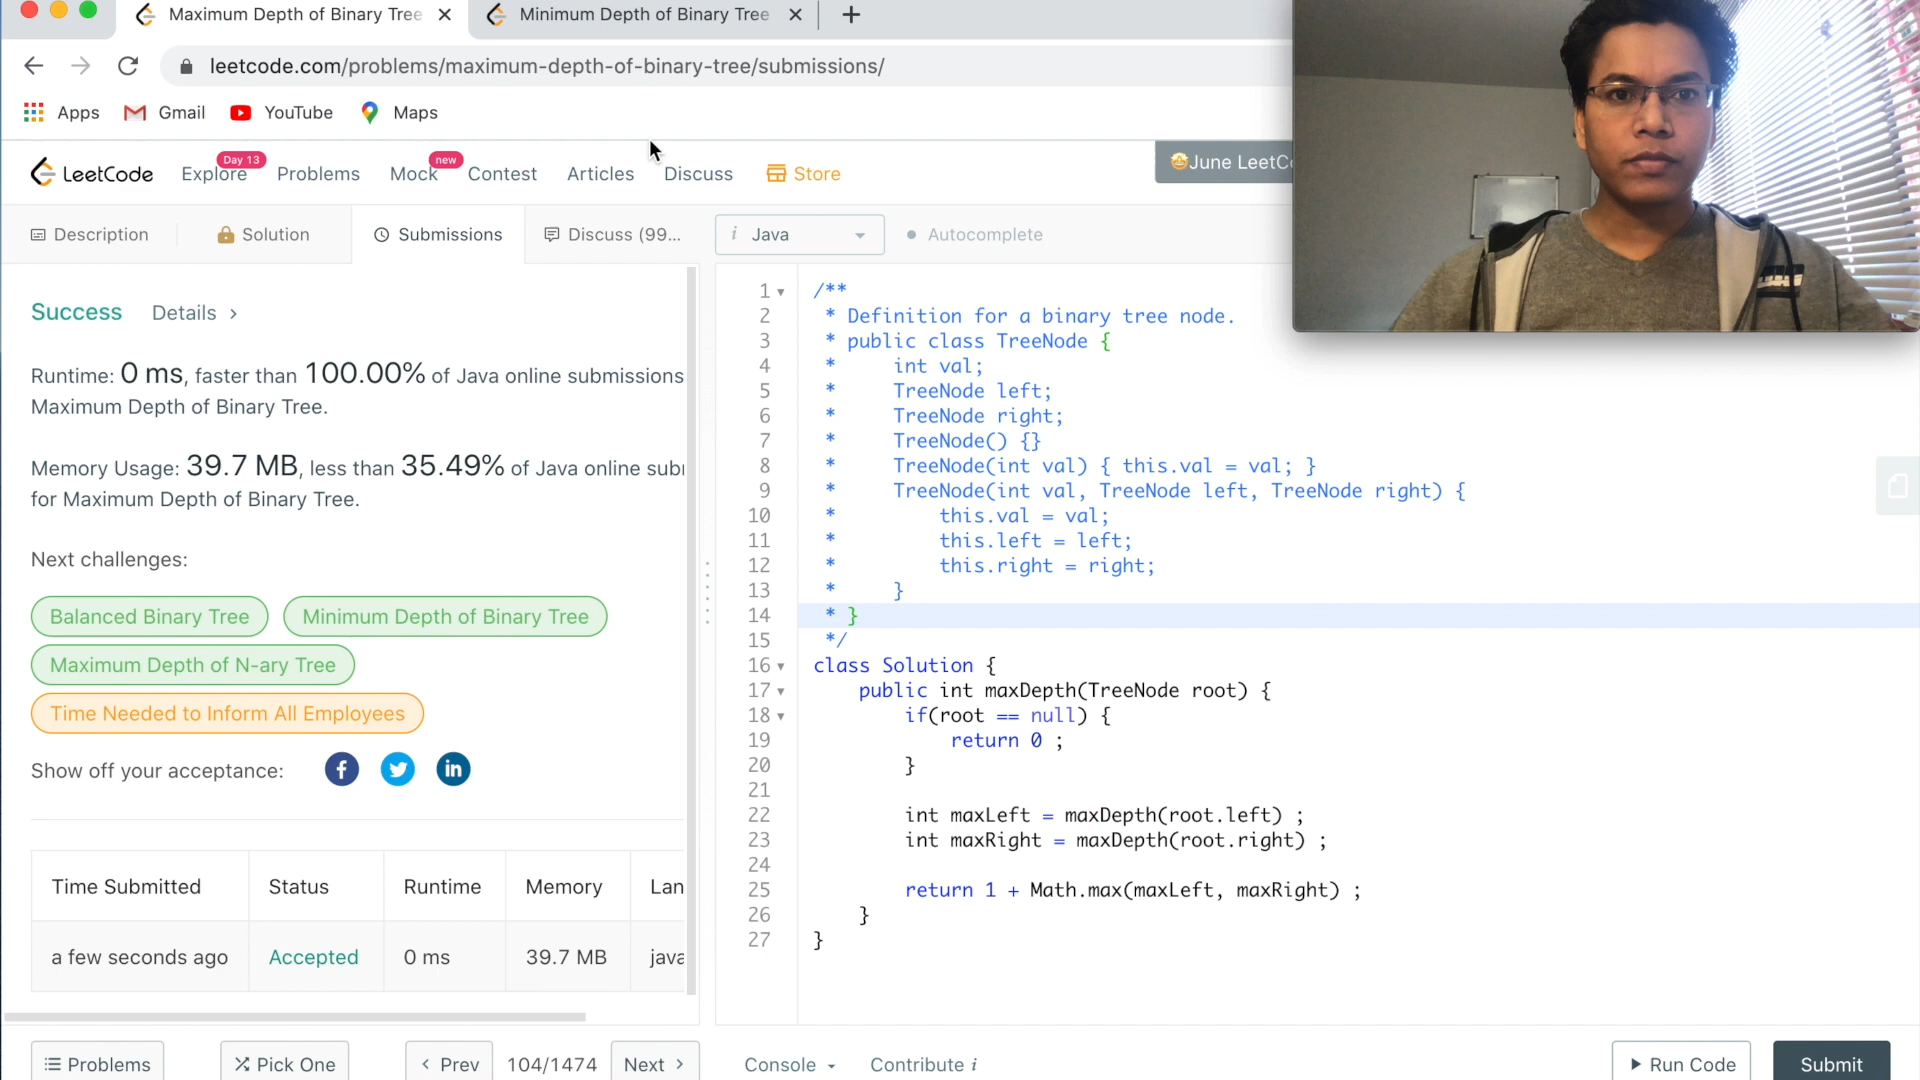 Maximum Depth of Binary Tree
Minimum Depth of Binary Tree
leetcode.com/problems/maximum-depth-of-binary-tree/submissions/
Apps Gmail YouTube Maps
LeetCode Explore Day 13 Problems Mock new Contest Articles Discuss Store
June LeetCo
Description Solution Submissions Discuss (99...
i Java Autocomplete
Success Details >
Runtime: 0 ms, faster than 100.00% of Java online submissions
Maximum Depth of Binary Tree.
Memory Usage: 39.7 MB, less than 35.49% of Java online sub
for Maximum Depth of Binary Tree.
Next challenges:
Balanced Binary Tree Minimum Depth of Binary Tree
Maximum Depth of N-ary Tree
Time Needed to Inform All Employees
Show off your acceptance:
Time Submitted Status Runtime Memory Lan
a few seconds ago Accepted 0 ms 39.7 MB java
1 /**
2 * Definition for a binary tree node.
3 * public class TreeNode {
4 * int val;
5 * TreeNode left;
6 * TreeNode right;
7 * TreeNode() {}
8 * TreeNode(int val) { this.val = val; }
9 * TreeNode(int val, TreeNode left, TreeNode right) {
10 * this.val = val;
11 * this.left = left;
12 * this.right = right;
13 * }
14 * }
15 */
16 class Solution {
17 public int maxDepth(TreeNode root) {
18 if(root == null) {
19 return 0 ;
20 }
21
22 int maxLeft = maxDepth(root.left) ;
23 int maxRight = maxDepth(root.right) ;
24
25 return 1 + Math.max(maxLeft, maxRight) ;
26 }
27 }
Problems Pick One < Prev 104/1474 Next >
Console Contribute i
Run Code Submit